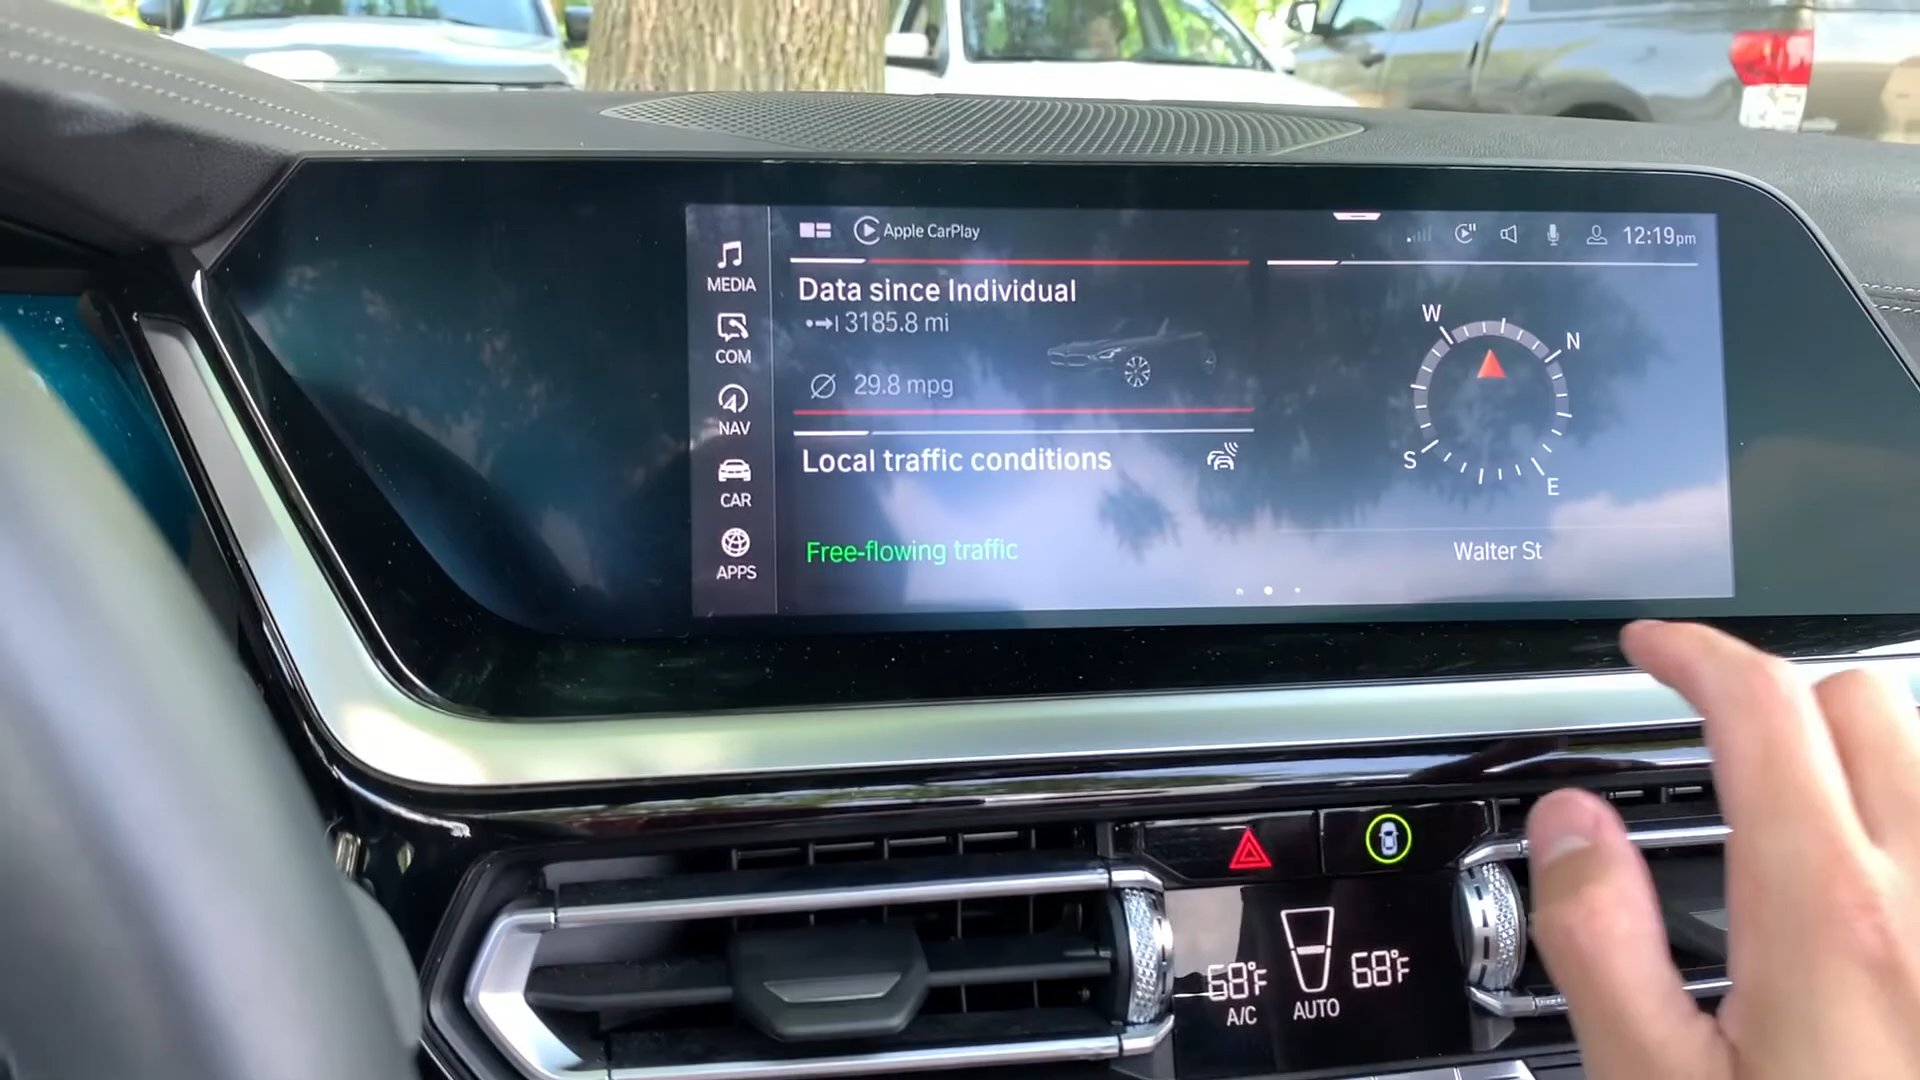 Apple CarPlay
12:19pm
MEDIA
COM
NAV
CAR
APPS
Data since Individual
3185.8 mi
29.8 mpg
Local traffic conditions
Free-flowing traffic
W
N
S
E
Walter St
68°F
68°F
A/C
AUTO